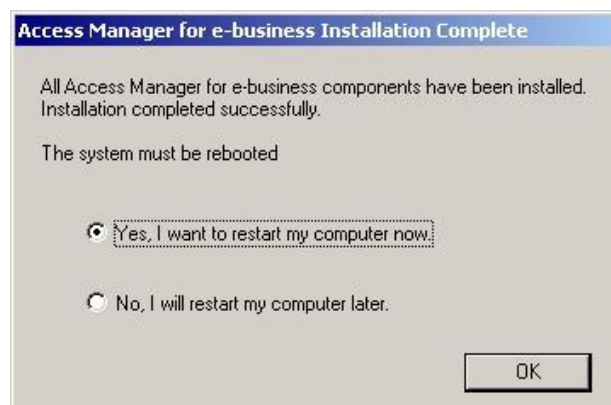 Access Manager for e-business Installation Complete
All Access Manager for e-business components have been installed.
Installation completed successfully.
The system must be rebooted
Yes, I want to restart my computer now.
No, I will restart my computer later.
OK